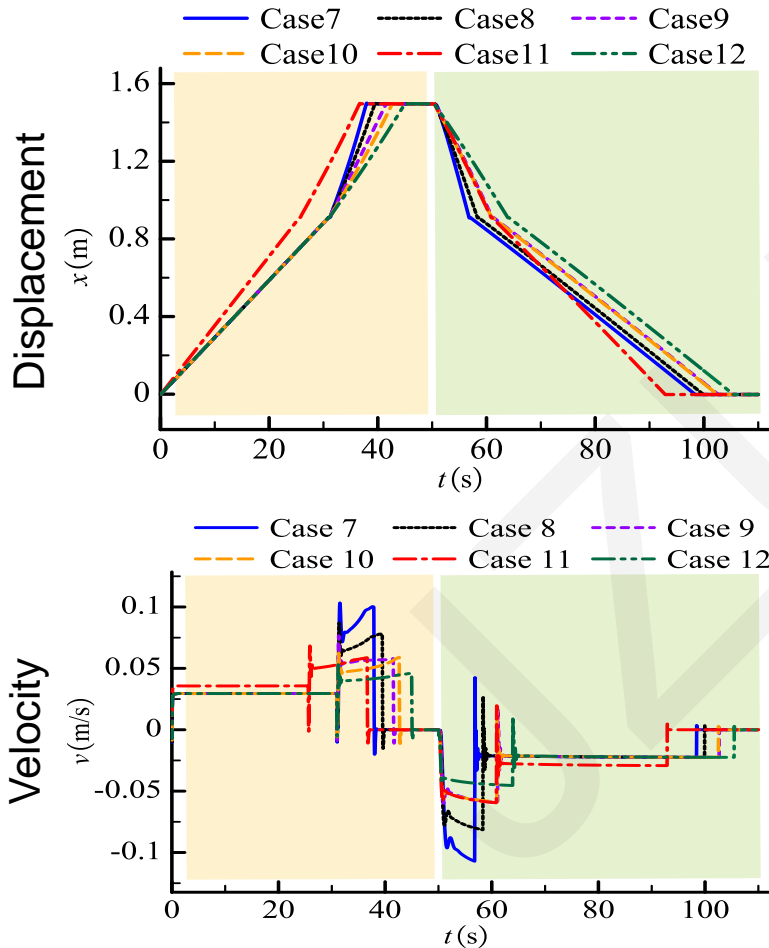 Case7 Case8 Case9
Case10 Case11 Case12
1.6
1.2
0.8
0.4
0
Displacement
x(m)
0 20 40 60 80 100
t(s)
Case 7 Case 8 Case 9
Case 10 Case 11 Case 12
0.1
0.05
0
-0.05
-0.1
Velocity
v(m/s)
0 20 40 60 80 100
t(s)